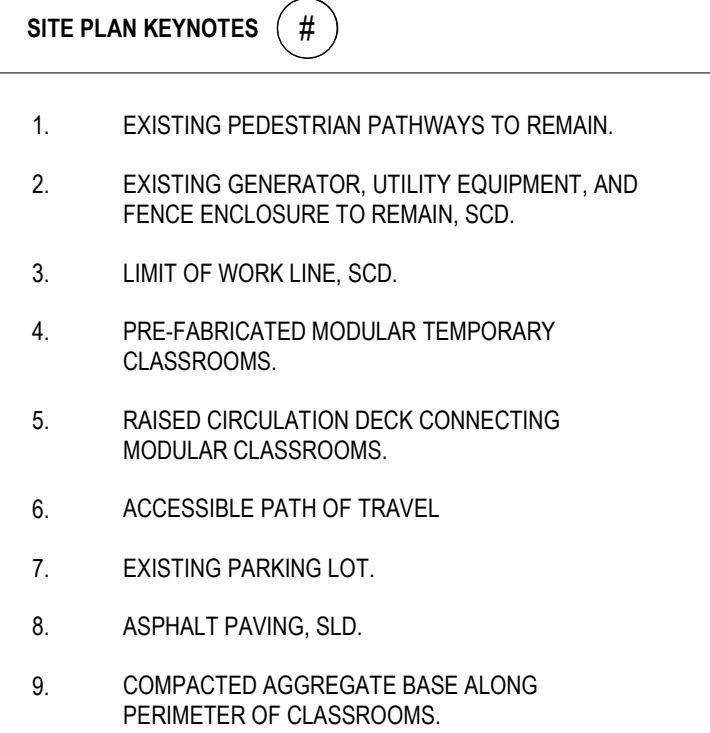 SITE PLAN KEYNOTES #
1. EXISTING PEDESTRIAN PATHWAYS TO REMAIN.
2. EXISTING GENERATOR, UTILITY EQUIPMENT, AND
FENCE ENCLOSURE TO REMAIN, SCD.
3. LIMIT OF WORK LINE, SCD.
4. PRE-FABRICATED MODULAR TEMPORARY
CLASSROOMS.
5. RAISED CIRCULATION DECK CONNECTING
MODULAR CLASSROOMS.
6. ACCESSIBLE PATH OF TRAVEL
7. EXISTING PARKING LOT.
8. ASPHALT PAVING, SLD.
9. COMPACTED AGGREGATE BASE ALONG
PERIMETER OF CLASSROOMS.